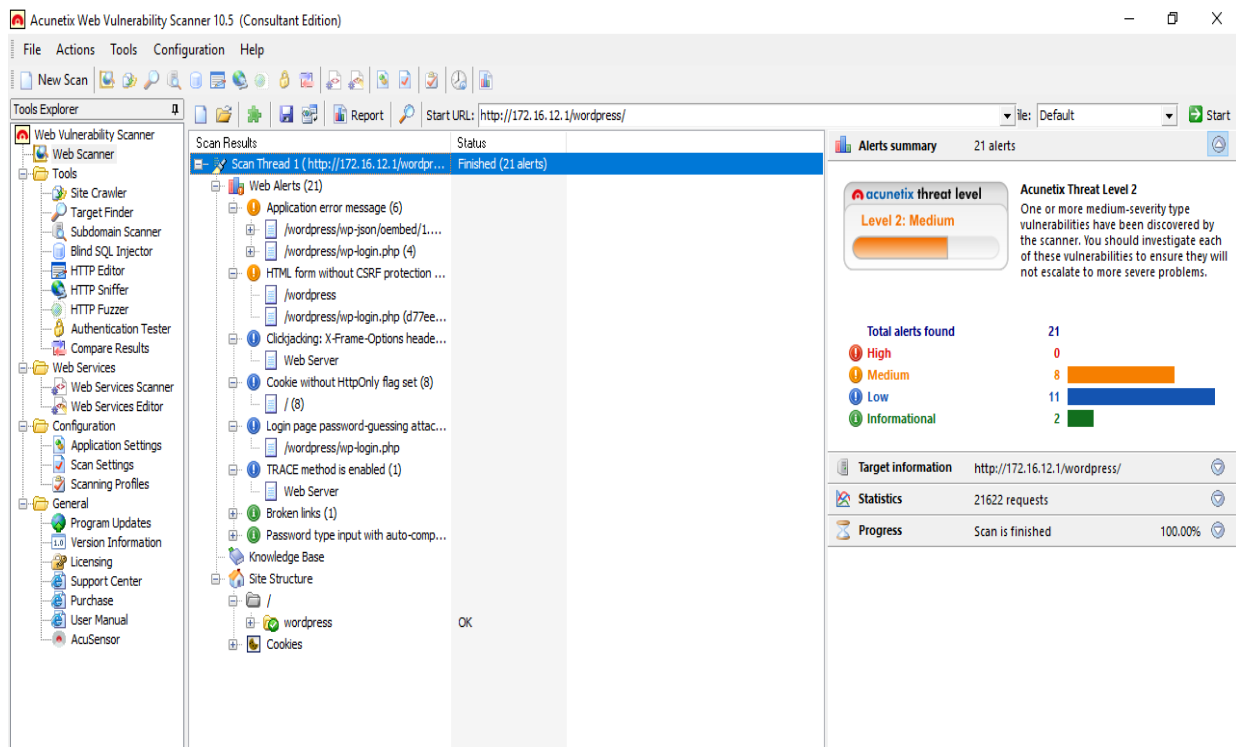 Acunetix Web Vulnerability Scanner 10.5 (Consultant Edition)
File Actions Tools Configuration Help
New Scan
Tools Explorer
Web Vulnerability Scanner
Web Scanner
Tools
Site Crawler
Target Finder
Subdomain Scanner
Blind SQL Injector
HTTP Editor
HTTP Sniffer
HTTP Fuzzer
Authentication Tester
Compare Results
Web Services
Web Services Scanner
Web Services Editor
Configuration
Application Settings
Scan Settings
Scanning Profiles
General
Program Updates
1.0 Version Information
Licensing
Support Center
Purchase
User Manual
AcuSensor
Report Start URL: http://172.16.12.1/wordpress/ ile: Default Start
Scan Results Status
Scan Thread 1 ( http://172.16.12.1/wordpr... Finished (21 alerts)
Web Alerts (21)
Application error message (6)
/wordpress/wp-json/oembed/1....
/wordpress/wp-login.php (4)
HTML form without CSRF protection ...
/wordpress
/wordpress/wp-login.php (d77ee...
Clickjacking: X-Frame-Options heade...
Web Server
Cookie without HttpOnly flag set (8)
/ (8)
Login page password-guessing attac...
/wordpress/wp-login.php
TRACE method is enabled (1)
Web Server
Broken links (1)
Password type input with auto-comp...
Knowledge Base
Site Structure
/
wordpress OK
Cookies
Alerts summary 21 alerts
acunetix threat level
Level 2: Medium
Acunetix Threat Level 2
One or more medium-severity type
vulnerabilities have been discovered by
the scanner. You should investigate each
of these vulnerabilities to ensure they will
not escalate to more severe problems.
Total alerts found 21
High 0
Medium 8
Low 11
Informational 2
Target information http://172.16.12.1/wordpress/
Statistics 21622 requests
Progress Scan is finished 100.00%